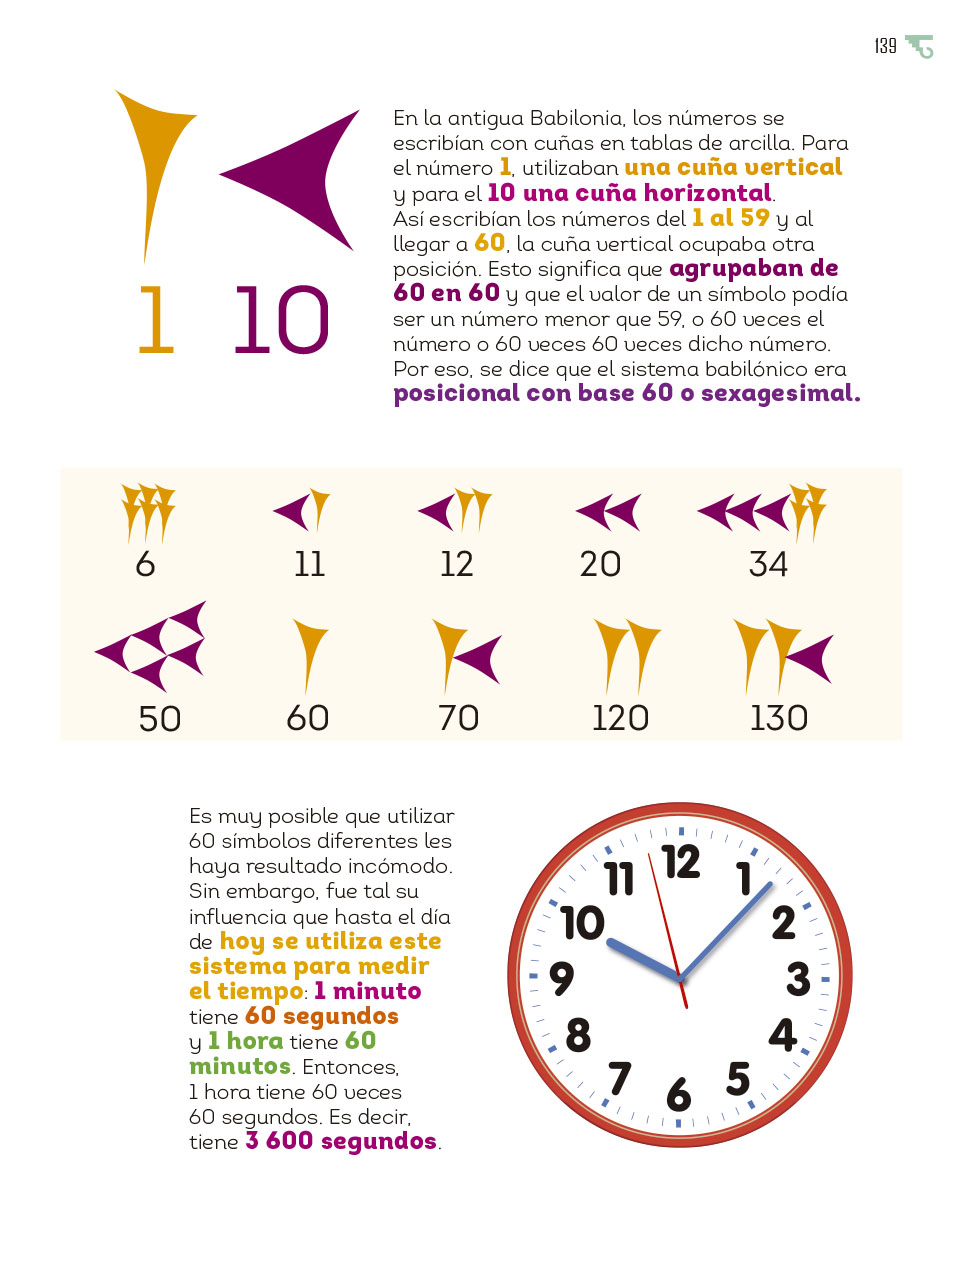 139
En la antigua Babilonia, los números se
escribían con cuñas en tablas de arcilla. Para
el número 1, utilizaban una cuña vertical
y para el 10 una cuña horizontal.
Así escribían los números del 1 al 59 y al
llegar a 60, la cuña vertical ocupaba otra
posición. Esto significa que agrupaban de
60 en 60 y que el valor de un símbolo podía
ser un número menor que 59, o 60 veces el
número o 60 veces 60 veces dicho número.
Por eso, se dice que el sistema babilónico era
posicional con base 60 o sexagesimal.
1 10
6 11 12 20 34
50 60 70 120 130
Es muy posible que utilizar
60 símbolos diferentes les
haya resultado incómodo.
Sin embargo, fue tal su
influencia que hasta el día
de hoy se utiliza este
sistema para medir
el tiempo: 1 minuto
tiene 60 segundos
y 1 hora tiene 60
minutos. Entonces,
1 hora tiene 60 veces
60 segundos. Es decir,
tiene 3 600 segundos.
12
11 1
10 2
9 3
8 4
7 5
6